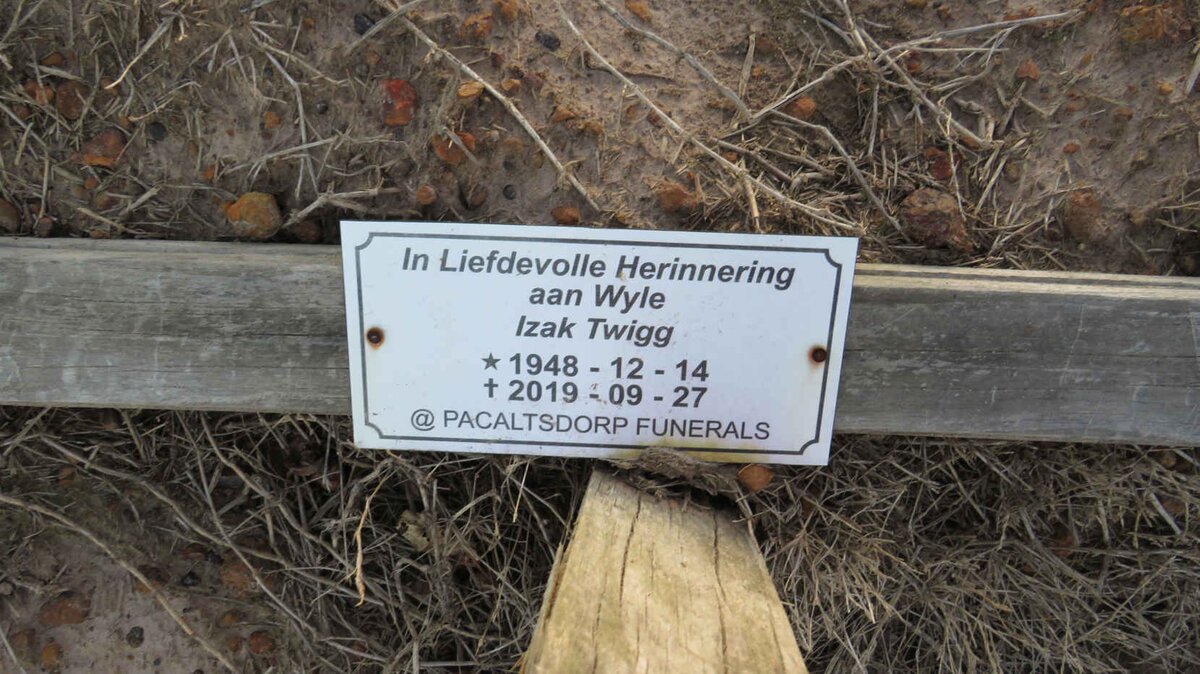 In Liefdevolle Herinnering
aan Wyle
Izak Twigg
★ 1948 - 12 - 14
✝ 2019 - 09 - 27
@ PACALTSDORP FUNERALS